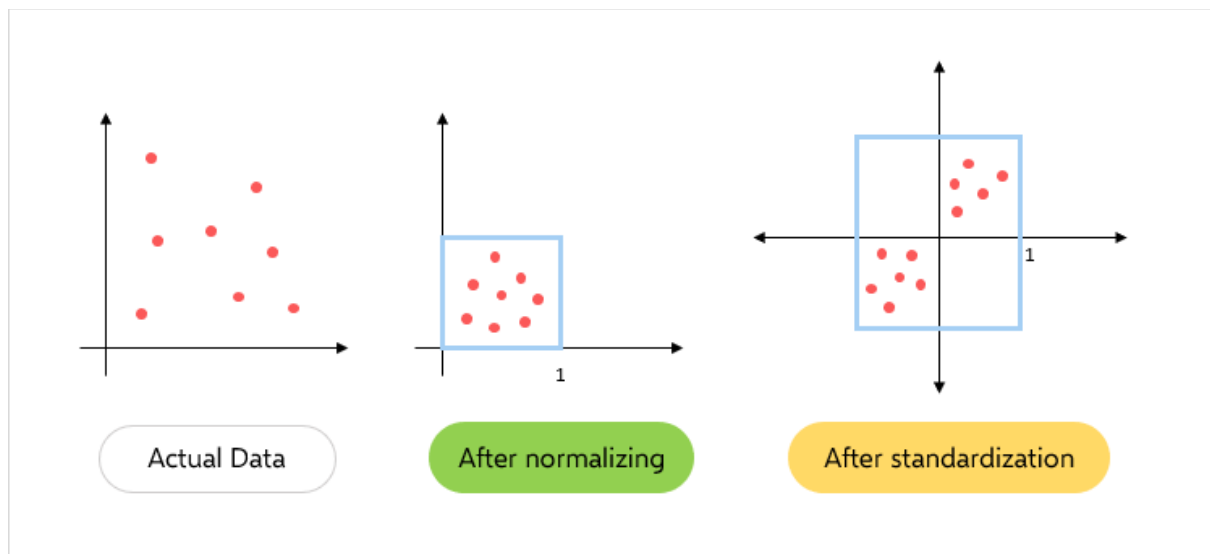 1
1
Actual Data
After normalizing
After standardization